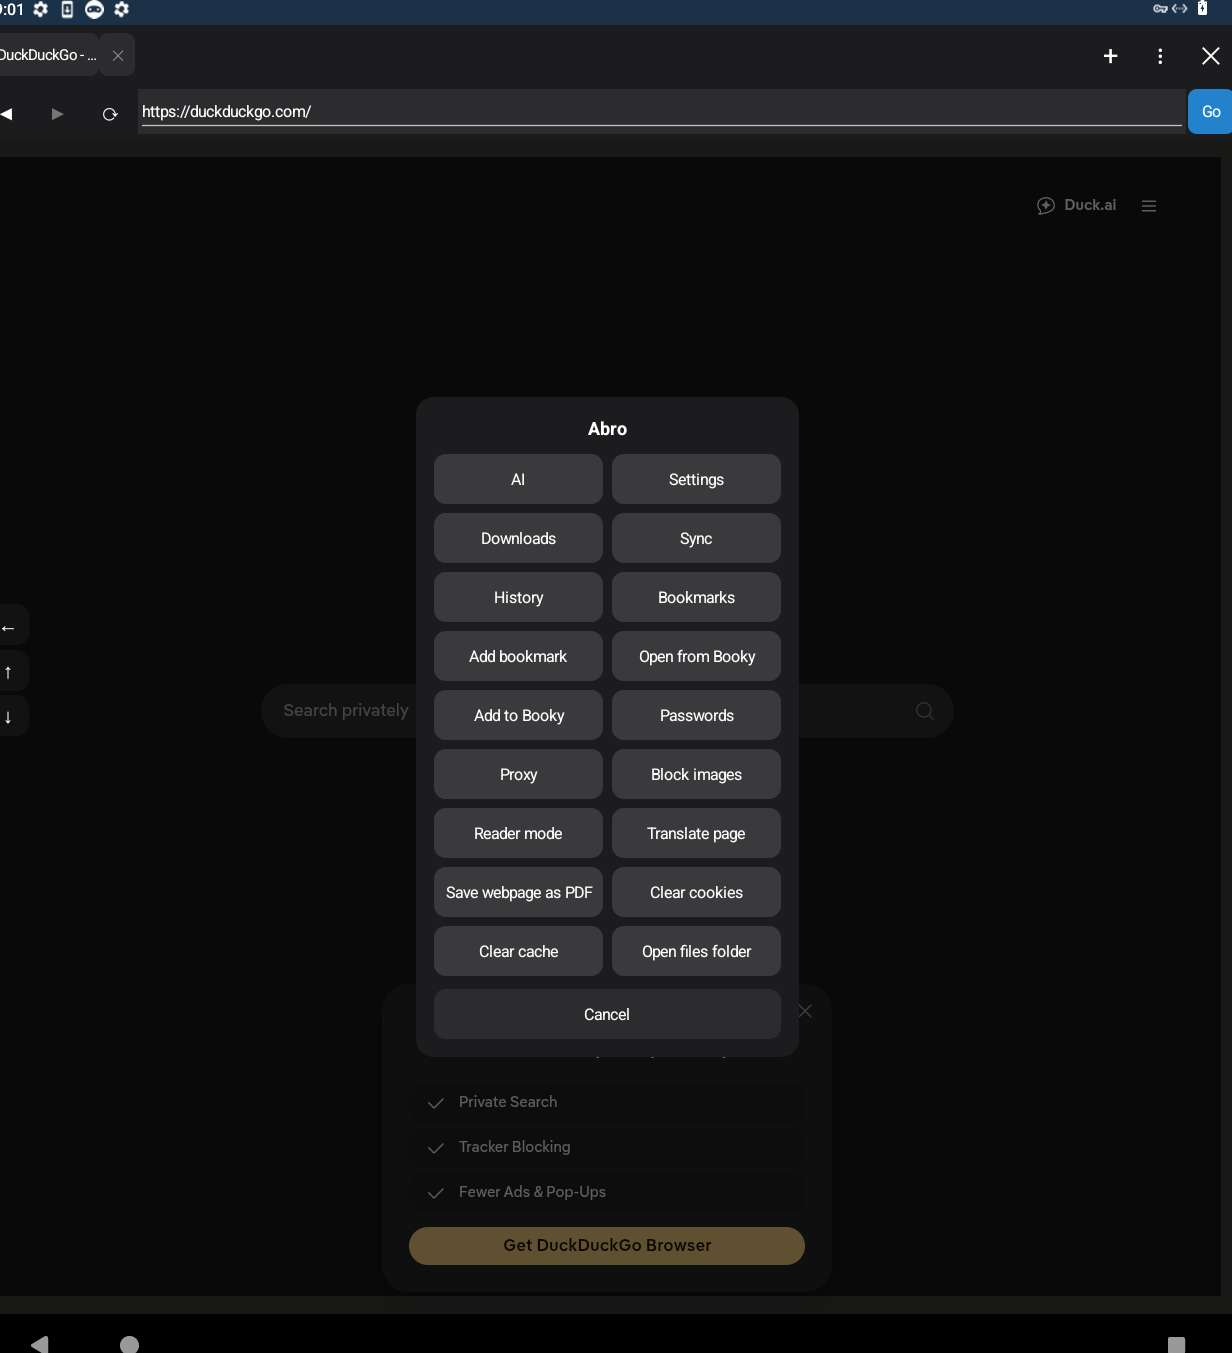 9:01
DuckDuckGo - ...
https://duckduckgo.com/
Go
Duck.ai
Abro
AI
Settings
Downloads
Sync
History
Bookmarks
Add bookmark
Open from Booky
Search privately
Add to Booky
Passwords
Proxy
Block images
Reader mode
Translate page
Save webpage as PDF
Clear cookies
Clear cache
Open files folder
Cancel
Private Search
Tracker Blocking
Fewer Ads & Pop-Ups
Get DuckDuckGo Browser